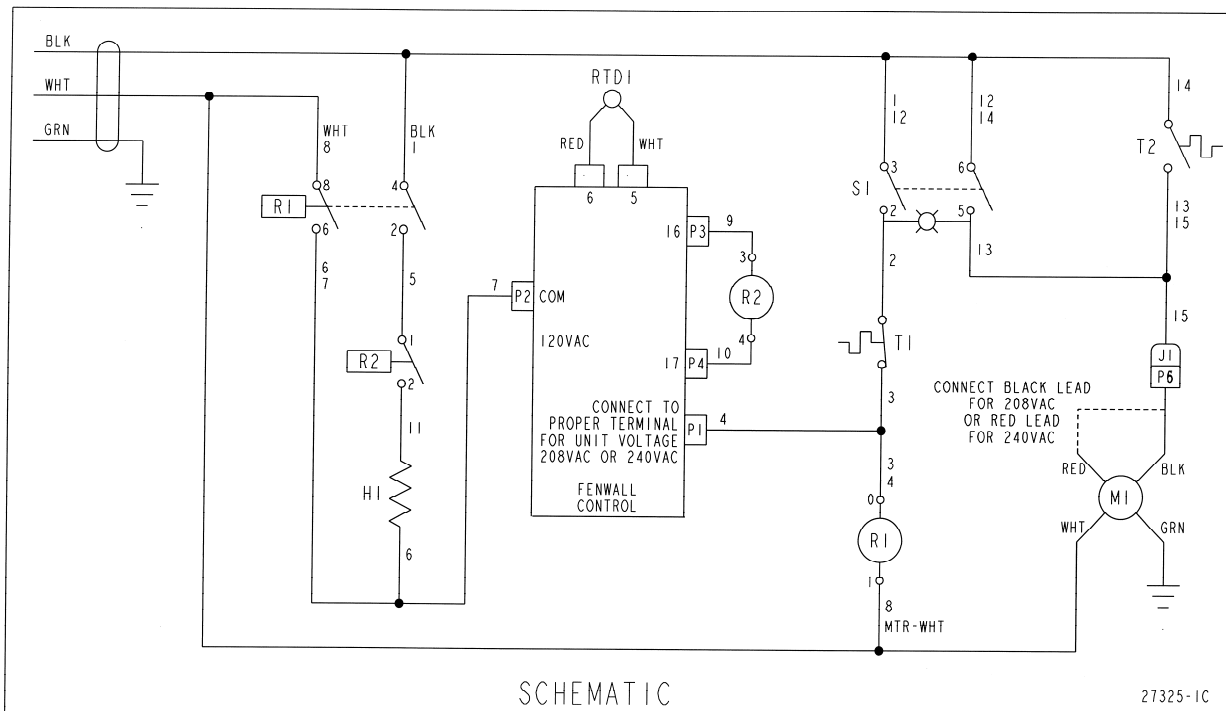 BLK
WHT
GRN
WHT
8
BLK
1
RTD1
RED
WHT
6
5
1
12
12
14
14
T2
R1
8
4
6
2
S1
3
6
2
5
13
15
16
P3
9
3
R2
4
17
P4
10
6
7
5
7
P2
COM
120VAC
2
13
15
R2
1
2
T1
J1
P6
CONNECT BLACK LEAD
FOR 208VAC
OR RED LEAD
FOR 240VAC
3
11
CONNECT TO
PROPER TERMINAL
FOR UNIT VOLTAGE
208VAC OR 240VAC
P1
4
H1
FENWALL
CONTROL
3
4
0
R1
1
RED
BLK
M1
WHT
GRN
6
8
MTR-WHT
SCHEMATIC
27325-1C